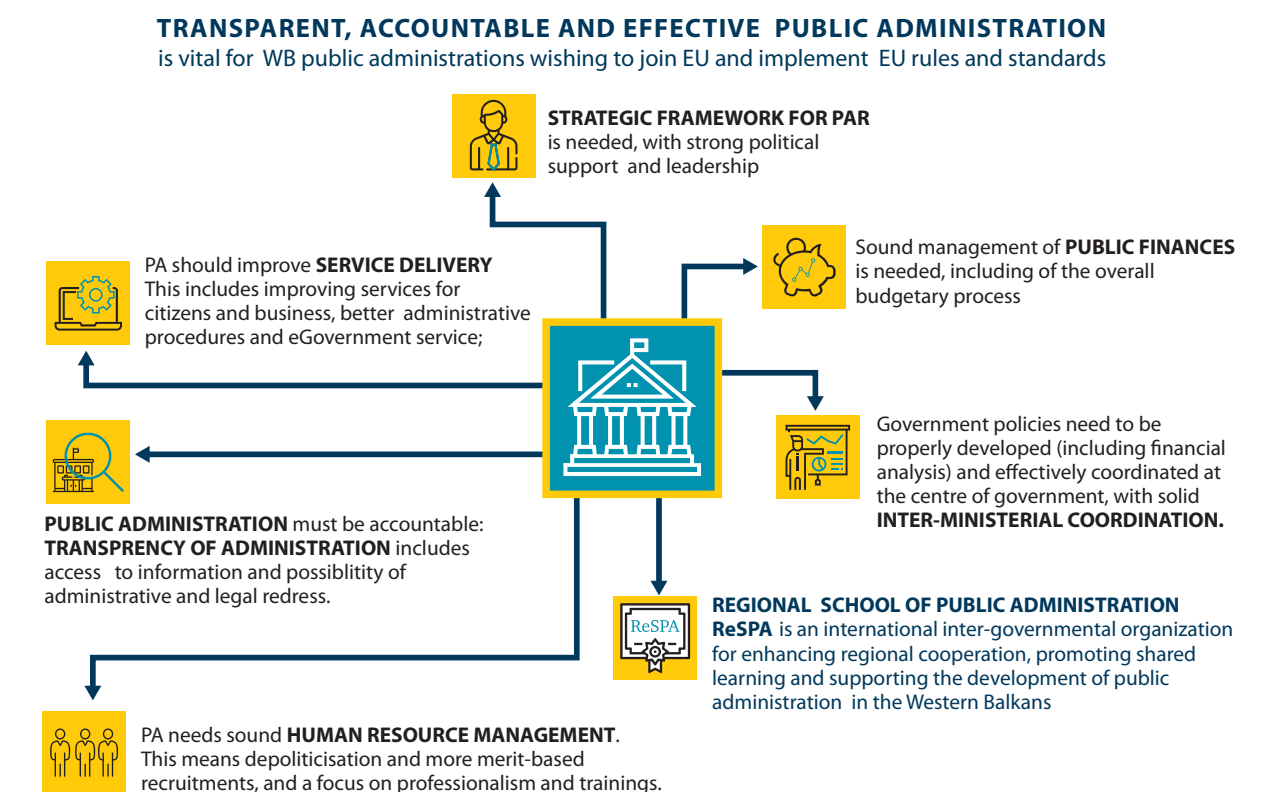 TRANSPARENT, ACCOUNTABLE AND EFFECTIVE PUBLIC ADMINISTRATION
is vital for WB public administrations wishing to join EU and implement EU rules and standards
STRATEGIC FRAMEWORK FOR PAR
is needed, with strong political
support and leadership
Sound management of PUBLIC FINANCES
is needed, including of the overall
budgetary process
PA should improve SERVICE DELIVERY
This includes improving services for
citizens and business, better administrative
procedures and eGovernment service;
Government policies need to be
properly developed (including financial
analysis) and effectively coordinated at
the centre of government, with solid
INTER-MINISTERIAL COORDINATION.
PUBLIC ADMINISTRATION must be accountable:
TRANSPRENCY OF ADMINISTRATION includes
access to information and possiblitity of
administrative and legal redress.
ReSPA
REGIONAL SCHOOL OF PUBLIC ADMINISTRATION
ReSPA is an international inter-governmental organization
for enhancing regional cooperation, promoting shared
learning and supporting the development of public
administration in the Western Balkans
PA needs sound HUMAN RESOURCE MANAGEMENT.
This means depoliticisation and more merit-based
recruitments, and a focus on professionalism and trainings.